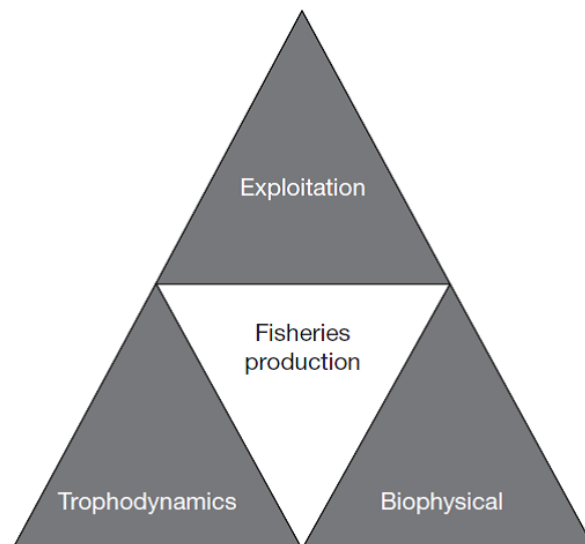 Exploitation
Fisheries
production
Trophodynamics
Biophysical